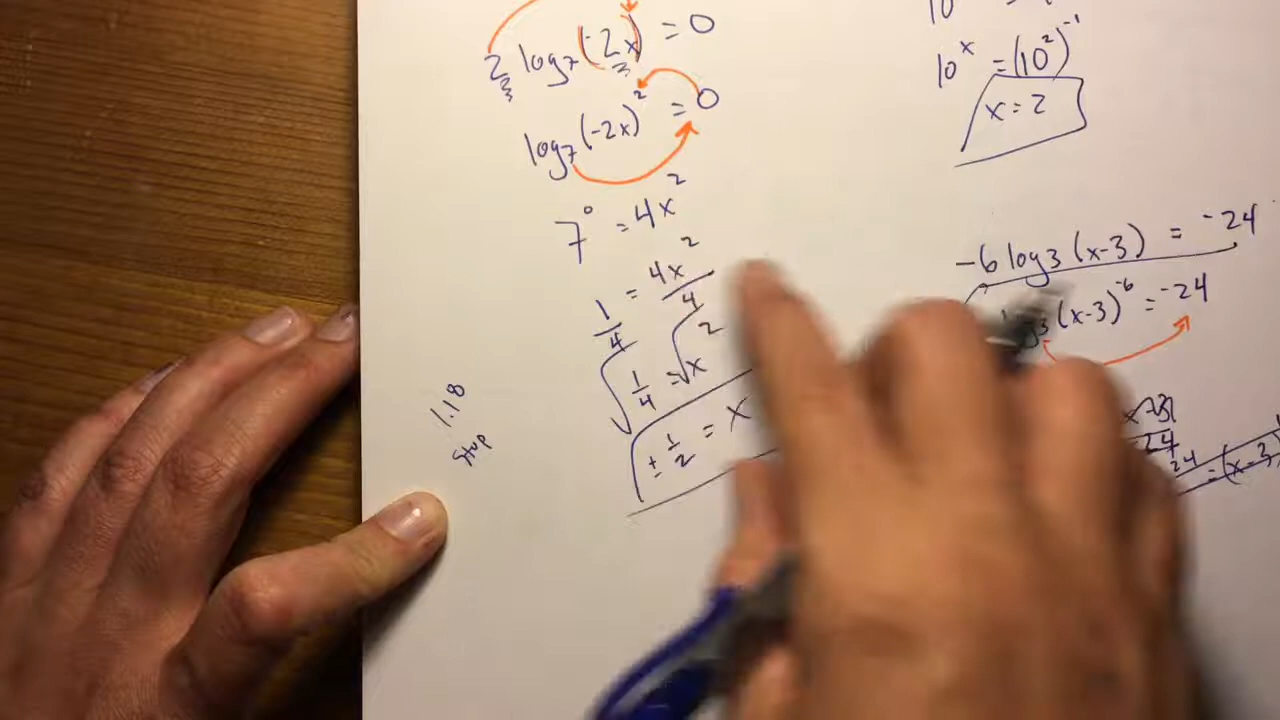 2 log₇(-2x) = 0
log₇(-2x)² = 0
7⁰ = 4x²
1/4 = 4x²/4
√1/4 = √x²
± 1/2 = x
1.18
Stop
10
10ˣ = (10²)⁻¹
x = 2
-6 log₃(x-3) = -24
(x-3)⁻⁶ = -24